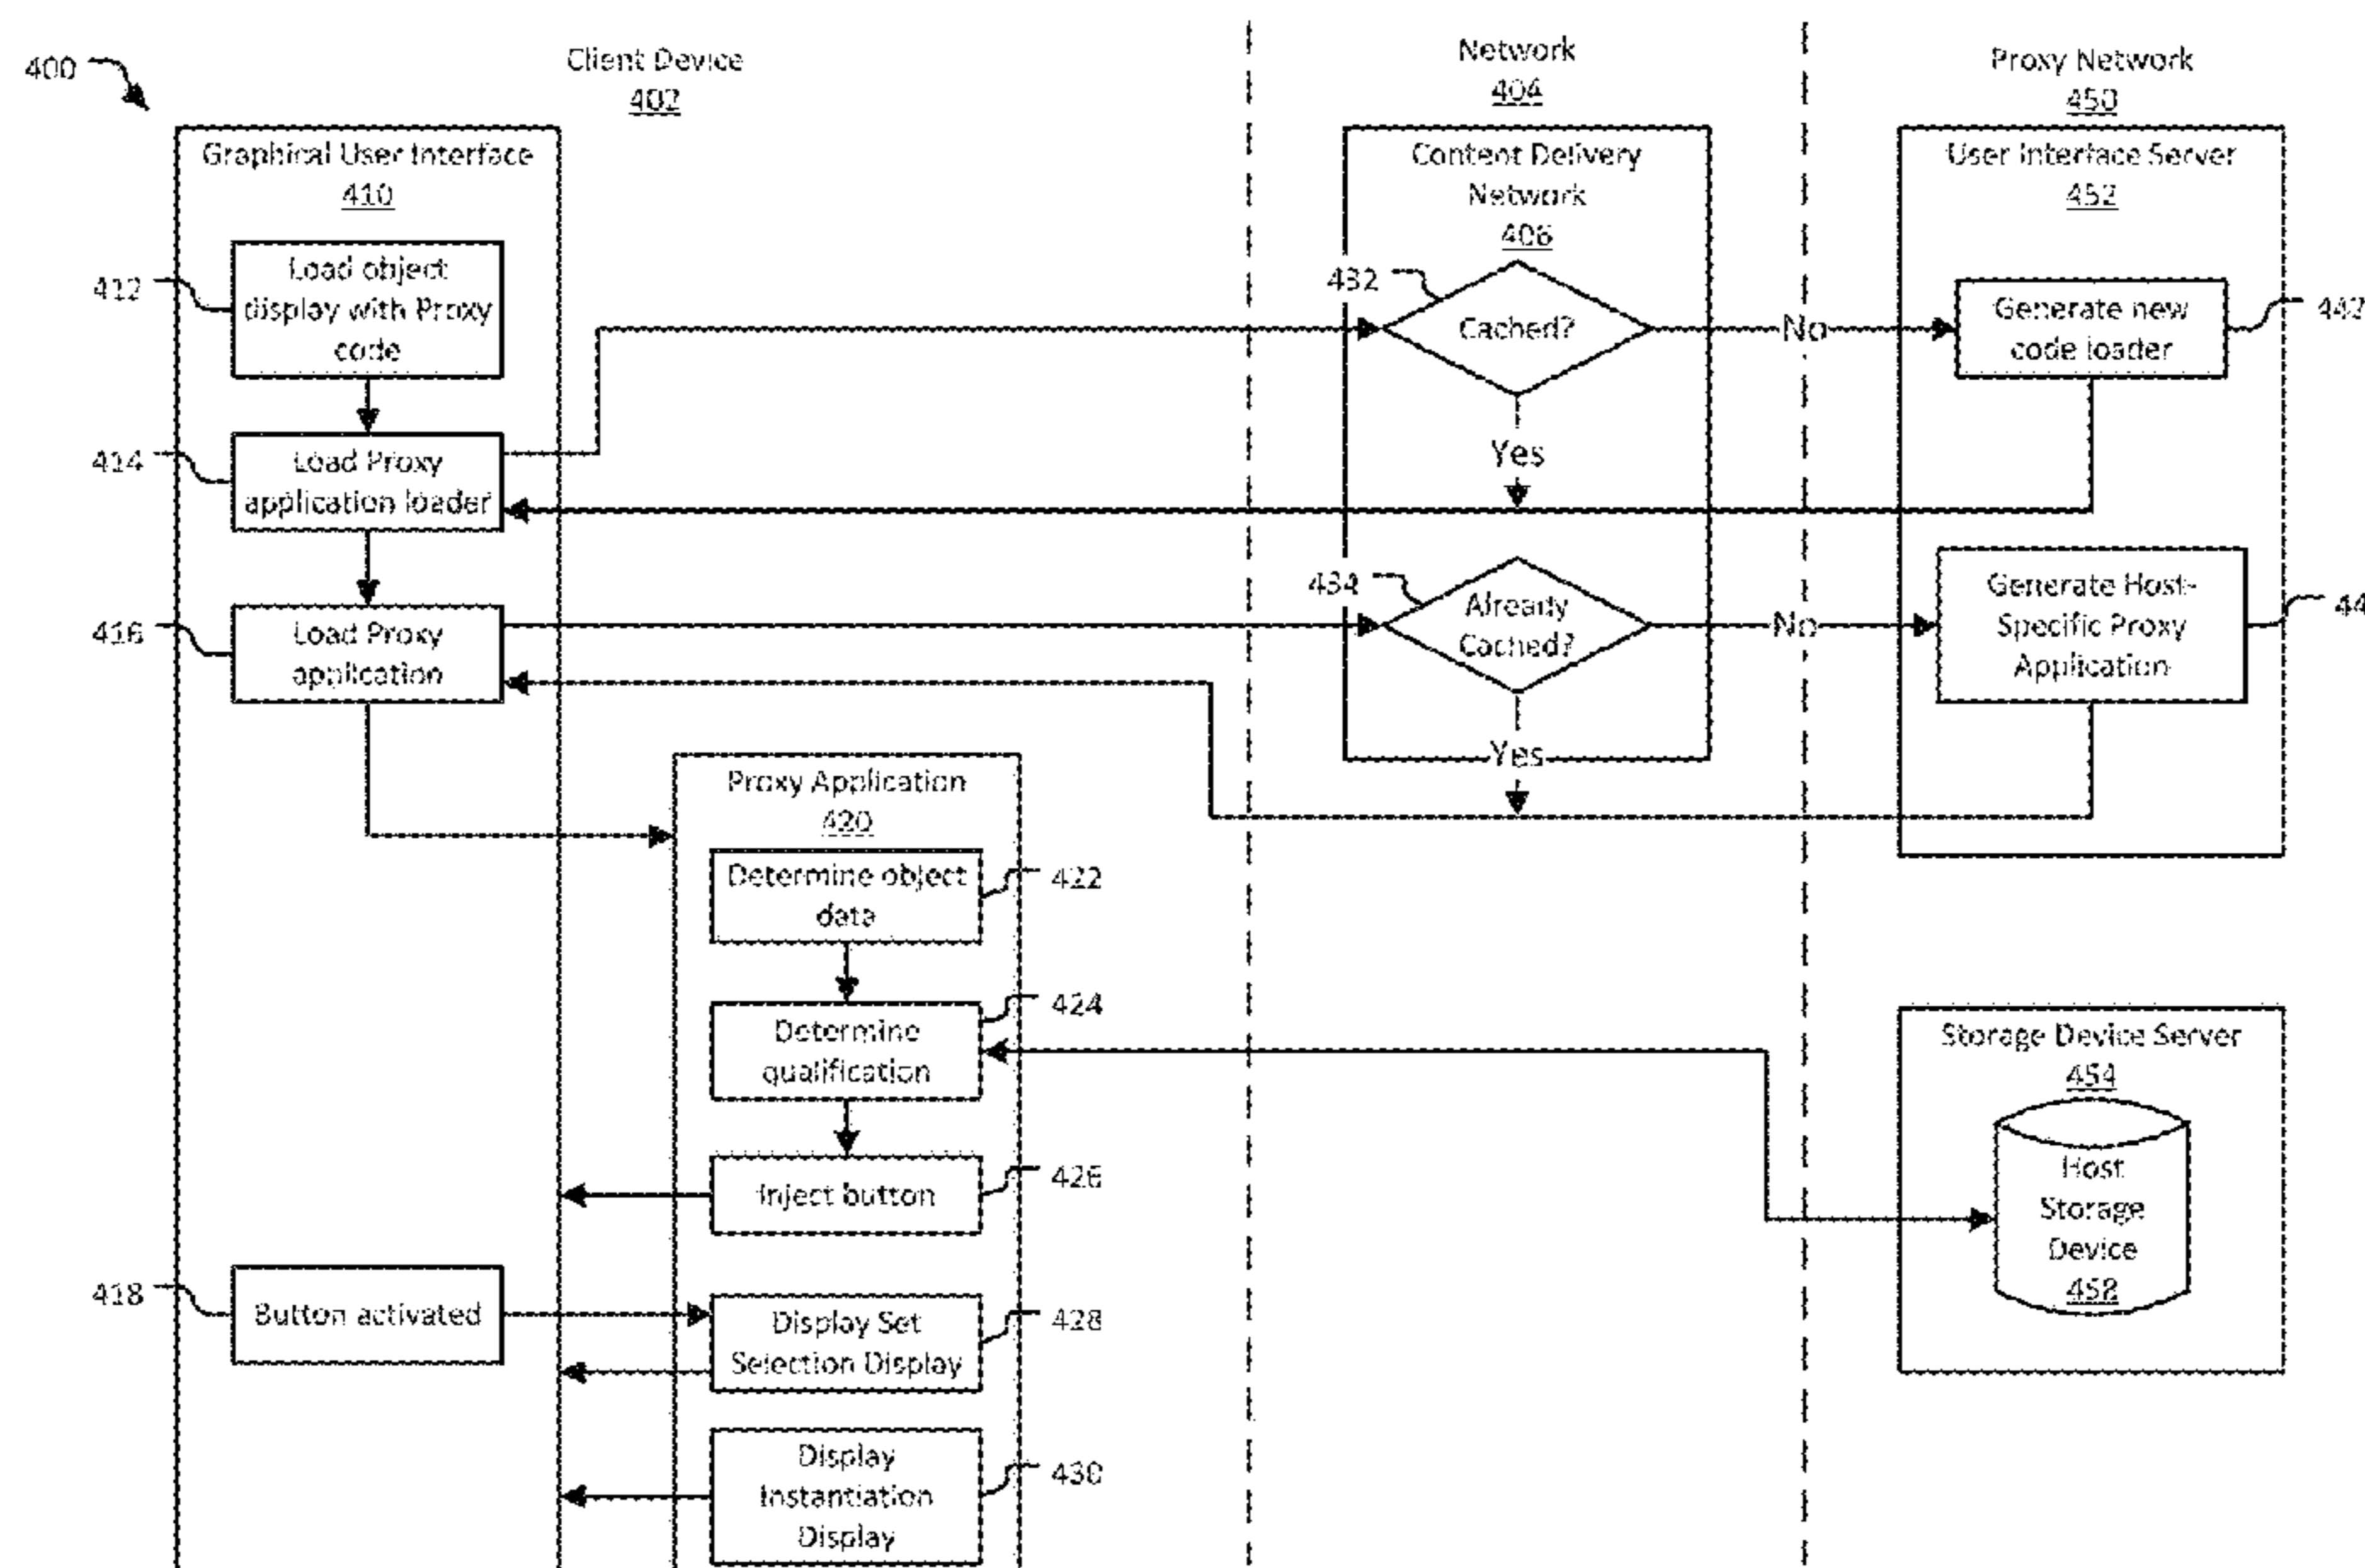 400
Client Device
402
Network
404
Proxy Network
450
Graphical User Interface
410
Content Delivery
Network
406
User Interface Server
452
412
Load object
display with Proxy
code
432
Cached?
No
Generate new
code loader
442
Yes
414
Load Proxy
application loader
434
Already
Cached?
No
Generate Host-
Specific Proxy
Application
44
416
Load Proxy
application
Yes
Proxy Application
420
Determine object
data
422
424
Determine
qualification
Storage Device Server
454
Host
Storage
Device
458
Inject button
426
418
Button activated
Display Set
Selection Display
428
Display
Instantiation
Display
430